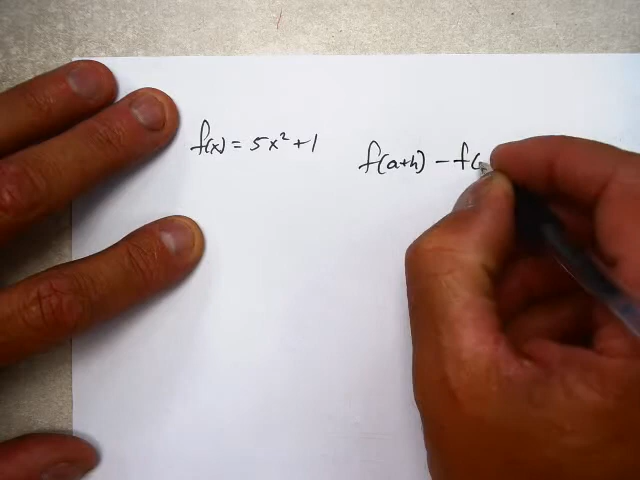 f(x) = 5x² + 1
f(a+h) - f(